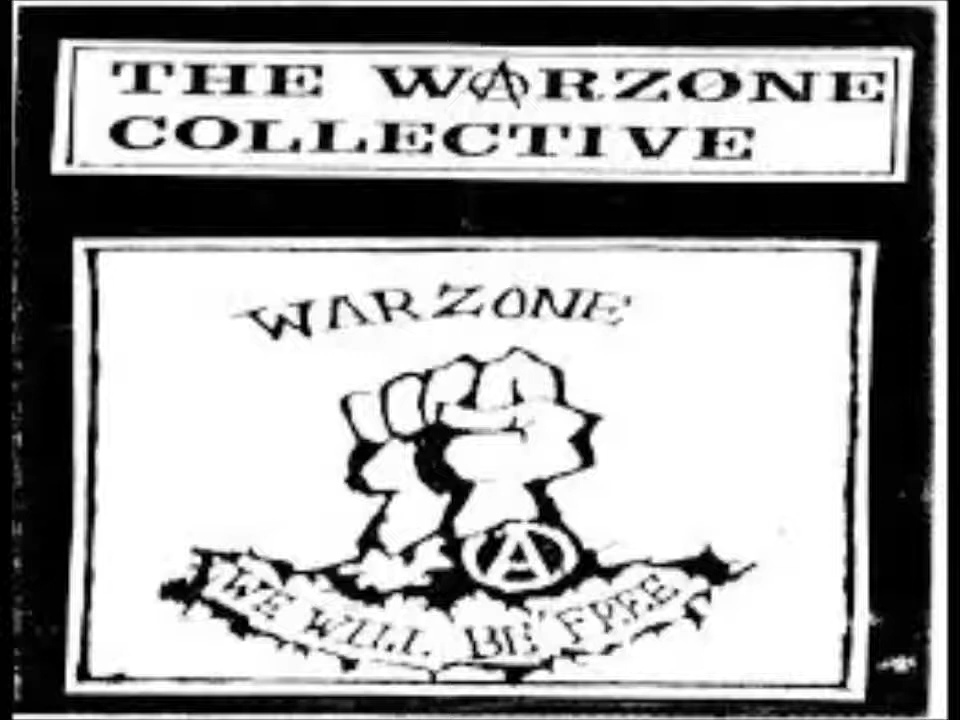 THE WARZONE
COLLECTIVE
WARZONE
A
WE WILL BE FREE